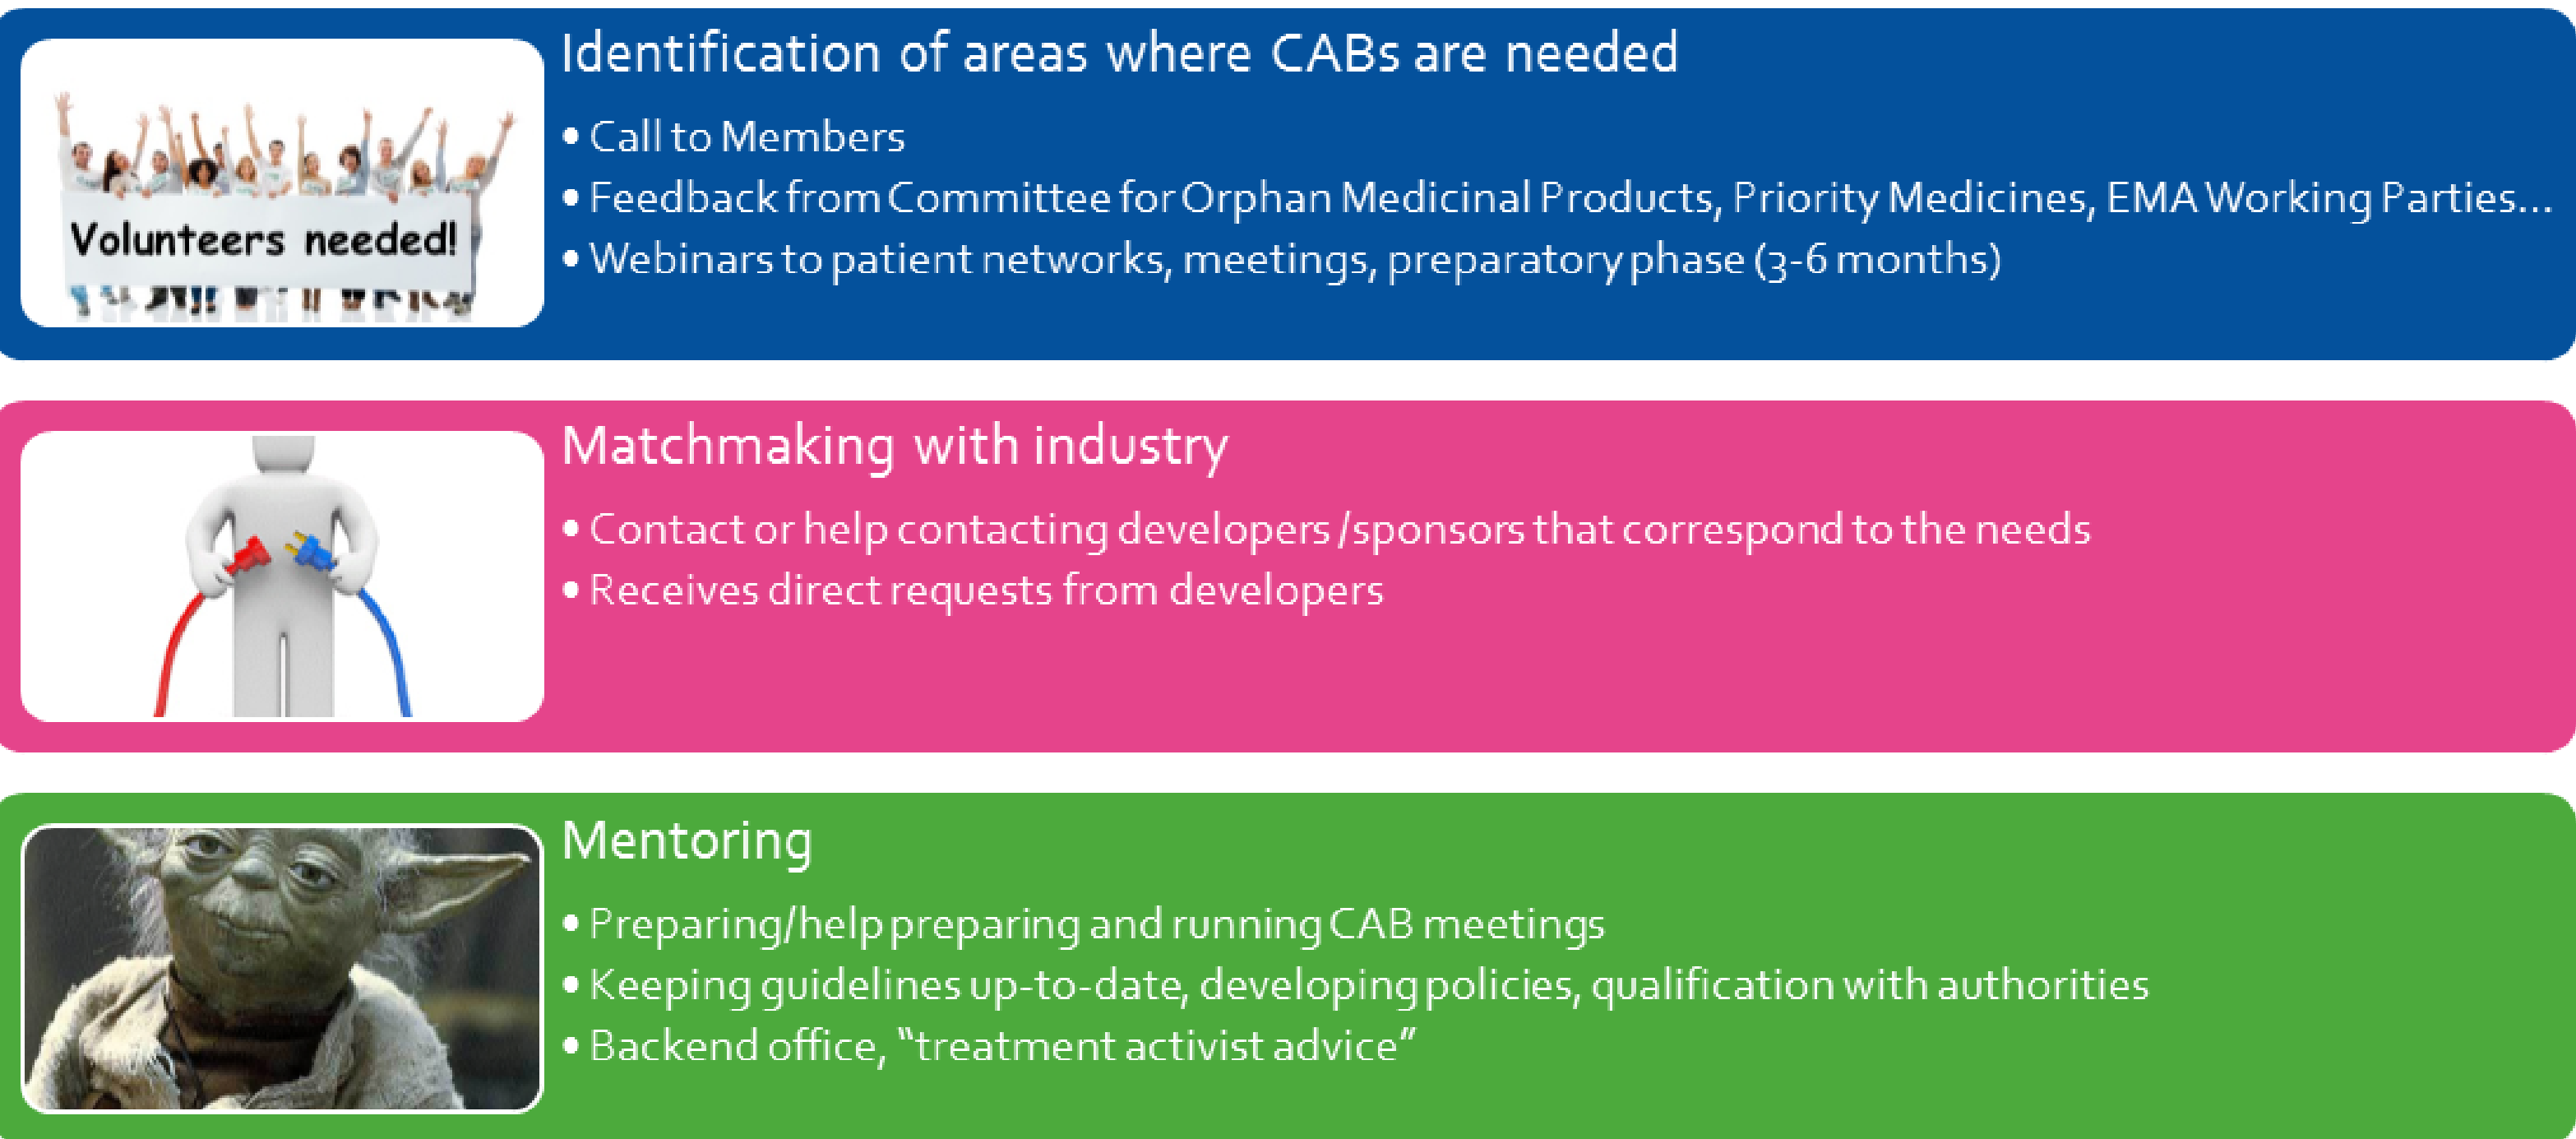 Identification of areas where CABs are needed
• Call to Members
• Feedback from Committee for Orphan Medicinal Products, Priority Medicines, EMA Working Parties...
• Webinars to patient networks, meetings, preparatory phase (3-6 months)
Volunteers needed!
Matchmaking with industry
• Contact or help contacting developers /sponsors that correspond to the needs
• Receives direct requests from developers
Mentoring
• Preparing/help preparing and running CAB meetings
• Keeping guidelines up-to-date, developing policies, qualification with authorities
• Backend office, “treatment activist advice”